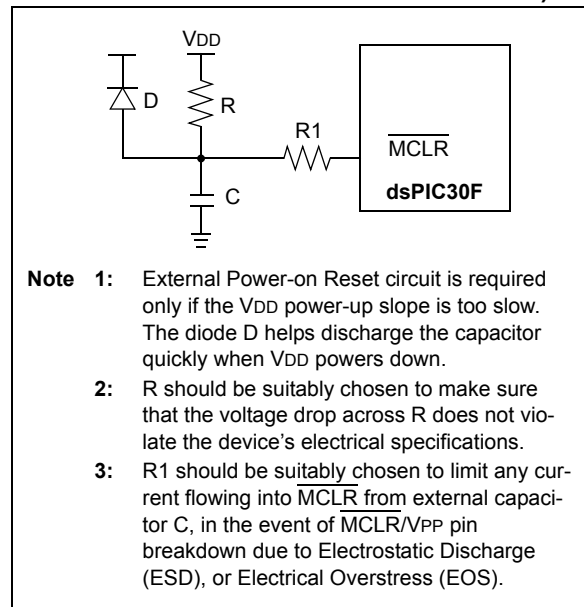 VDD
D
R
R1
MCLR
dsPIC30F
C
Note 1: External Power-on Reset circuit is required
only if the VDD power-up slope is too slow.
The diode D helps discharge the capacitor
quickly when VDD powers down.
2: R should be suitably chosen to make sure
that the voltage drop across R does not vio-
late the device's electrical specifications.
3: R1 should be suitably chosen to limit any cur-
rent flowing into MCLR from external capaci-
tor C, in the event of MCLR/VPP pin
breakdown due to Electrostatic Discharge
(ESD), or Electrical Overstress (EOS).